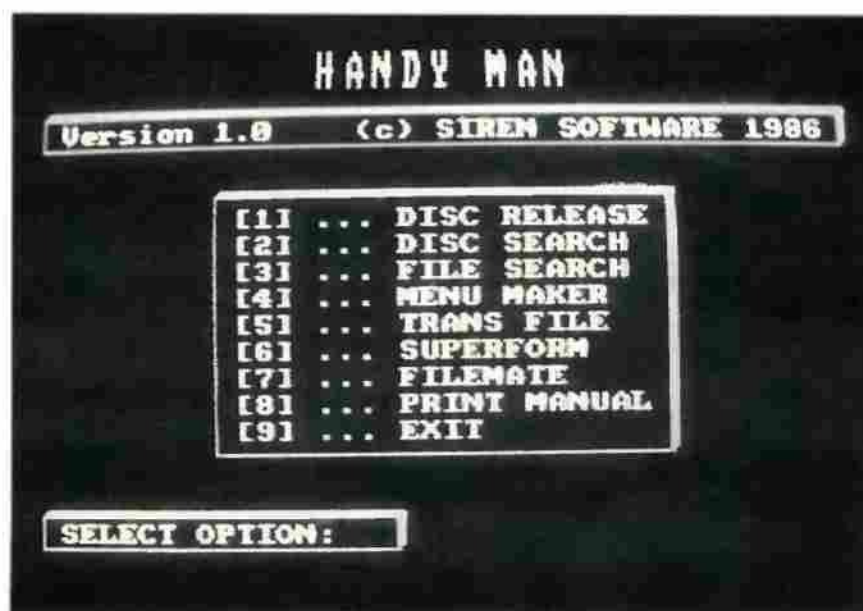 HANDY MAN
Version 1.0 (c) SIREN SOFTWARE 1986
[1] ... DISC RELEASE
[2] ... DISC SEARCH
[3] ... FILE SEARCH
[4] ... MENU MAKER
[5] ... TRANS FILE
[6] ... SUPERFORM
[7] ... FILEMATE
[8] ... PRINT MANUAL
[9] ... EXIT
SELECT OPTION: